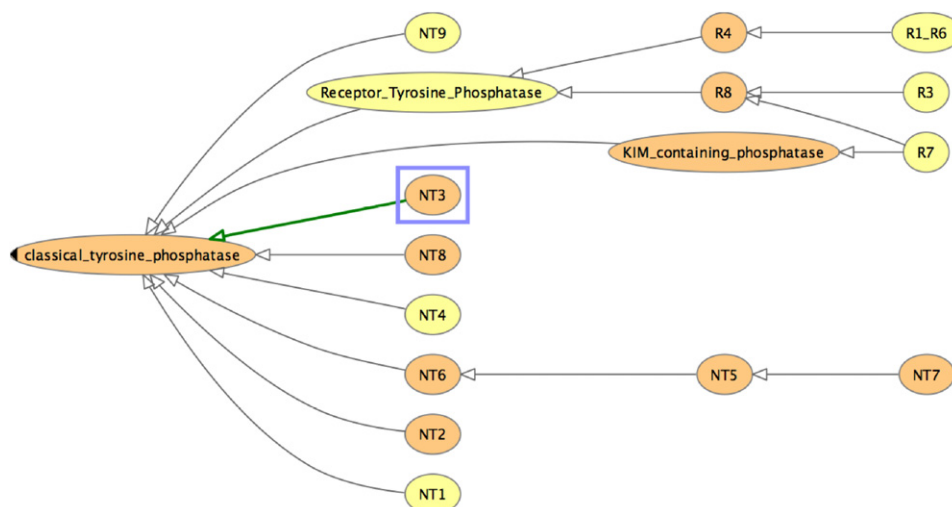 NT9
R4
R1_R6
Receptor_Tyrosine_Phosphatase
R8
R3
KIM_containing_phosphatase
R7
NT3
classical_tyrosine_phosphatase
NT8
NT4
NT6
NT5
NT7
NT2
NT1